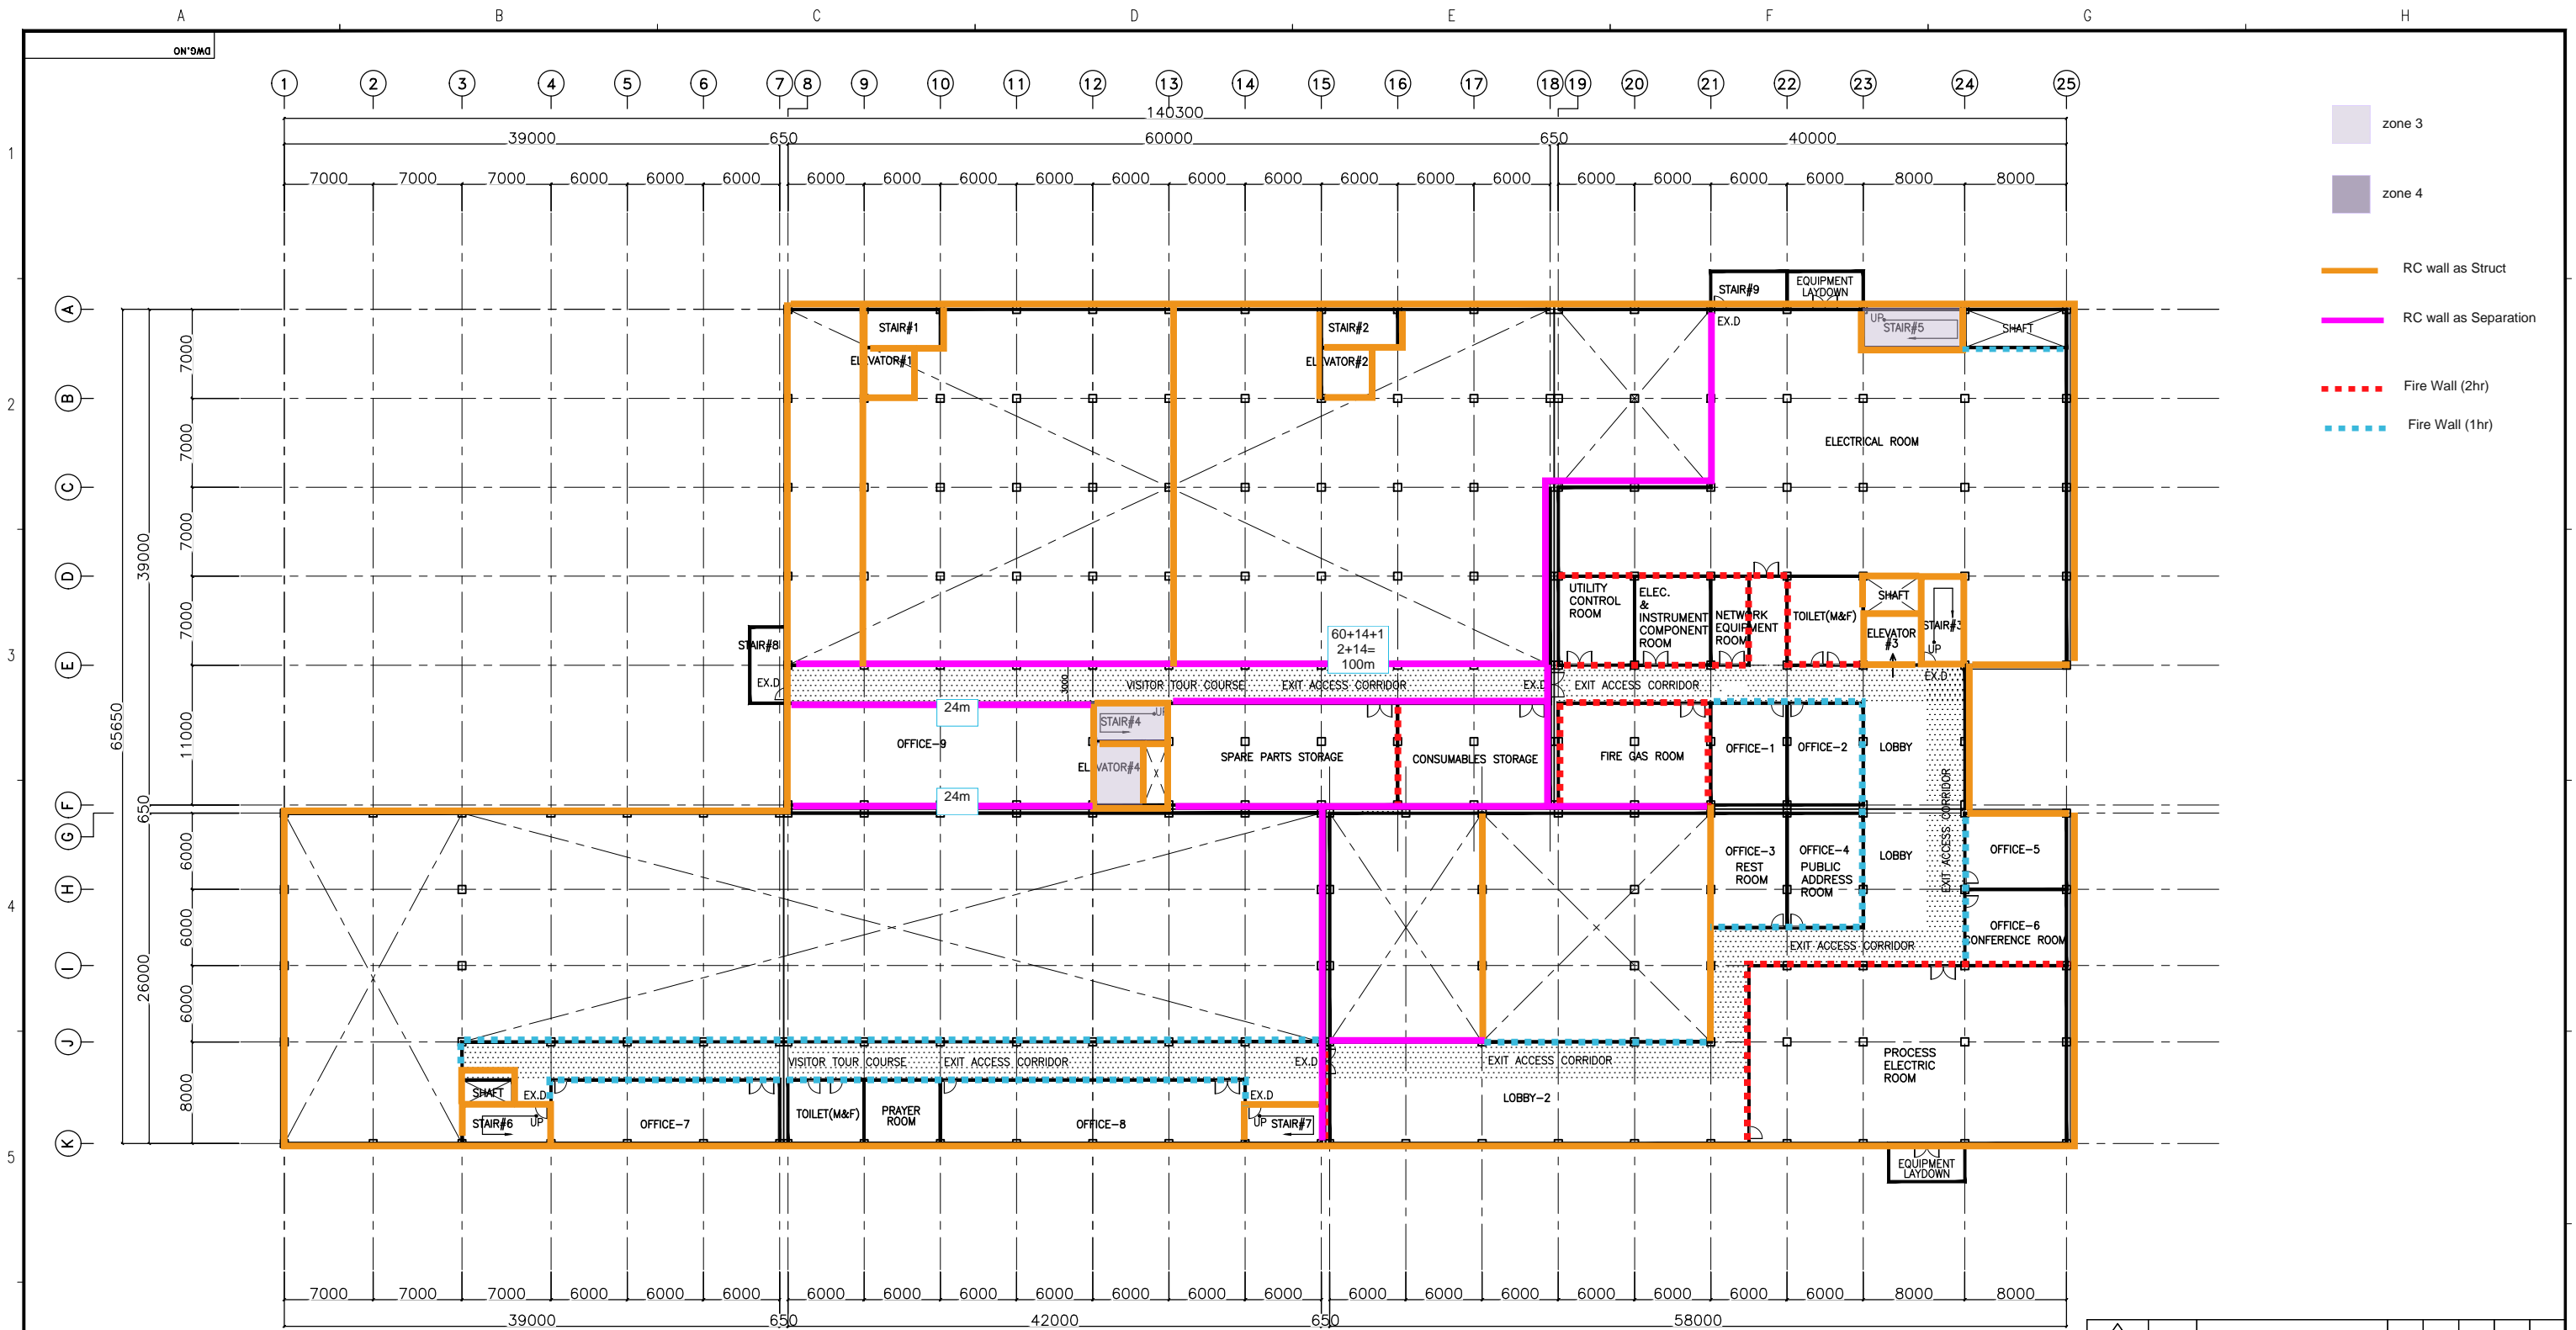 A B C D E F G H
DWG.NO
1 2 3 4 5 6 7 8 9 10 11 12 13 14 15 16 17 18 19 20 21 22 23 24 25
140300
39000 650 60000 650 40000
7000 7000 7000 6000 6000 6000 6000 6000 6000 6000 6000 6000 6000 6000 6000 6000 6000 6000 6000 6000 8000 8000
zone 3
zone 4
RC wall as Struct
RC wall as Separation
Fire Wall (2hr)
Fire Wall (1hr)
1
2
3
4
5
A
B
C
D
E
F
G
H
I
J
K
65650
39000
650
26000
7000
7000
7000
7000
11000
6000
6000
6000
8000
STAIR#9
EQUIPMENT
LAYDOWN
EX.D
STAIR#1
ELEVATOR#1
STAIR#2
ELEVATOR#2
UP
STAIR#5
SHAFT
ELECTRICAL ROOM
UTILITY
CONTROL
ROOM
ELEC.
&
INSTRUMENT
COMPONENT
ROOM
NETWORK
EQUIPMENT
ROOM
TOILET(M&F)
SHAFT
ELEVATOR
#3
STAIR#3
UP
EX.D
STAIR#8
EX.D
60+14+1
2+14=
100m
3000
VISITOR TOUR COURSE EXIT ACCESS CORRIDOR
EX.D
EXIT ACCESS CORRIDOR
24m
UP
STAIR#4
ELEVATOR#4
OFFICE-9
SPARE PARTS STORAGE
CONSUMABLES STORAGE
FIRE GAS ROOM
OFFICE-1
OFFICE-2
LOBBY
EXIT ACCESS CORRIDOR
24m
OFFICE-3
REST
ROOM
OFFICE-4
PUBLIC
ADDRESS
ROOM
LOBBY
OFFICE-5
OFFICE-6
CONFERENCE ROOM
EXIT ACCESS CORRIDOR
VISITOR TOUR COURSE EXIT ACCESS CORRIDOR
EX.D
EXIT ACCESS CORRIDOR
PROCESS
ELECTRIC
ROOM
SHAFT
EX.D
STAIR#6
UP
OFFICE-7
TOILET(M&F)
PRAYER
ROOM
OFFICE-8
EX.D
UP
STAIR#7
LOBBY-2
EQUIPMENT
LAYDOWN
7000 7000 7000 6000 6000 6000 6000 6000 6000 6000 6000 6000 6000 6000 6000 6000 6000 6000 6000 6000 8000 8000
39000 650 42000 650 58000